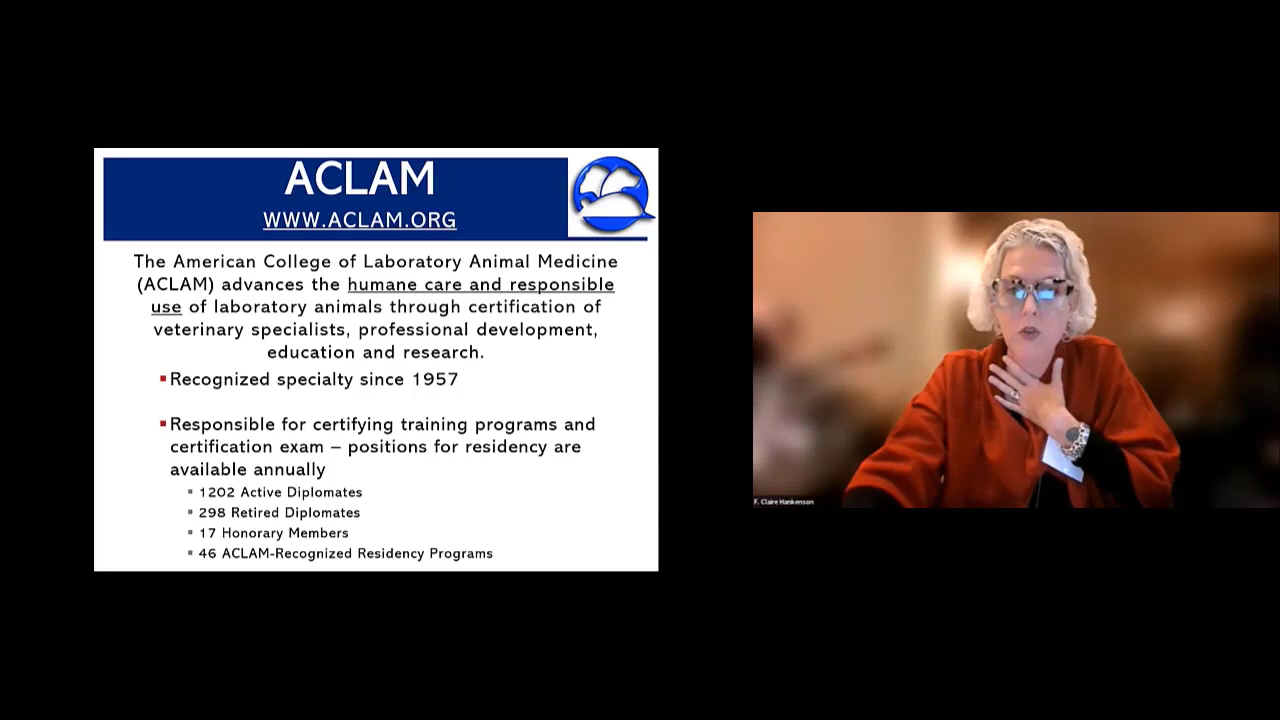 ACLAM
WWW.ACLAM.ORG
The American College of Laboratory Animal Medicine
(ACLAM) advances the humane care and responsible
use of laboratory animals through certification of
veterinary specialists, professional development,
education and research.
▪Recognized specialty since 1957
▪Responsible for certifying training programs and
certification exam – positions for residency are
available annually
▪ 1202 Active Diplomates
▪ 298 Retired Diplomates
▪ 17 Honorary Members
▪ 46 ACLAM-Recognized Residency Programs
F. Claire Hankenson